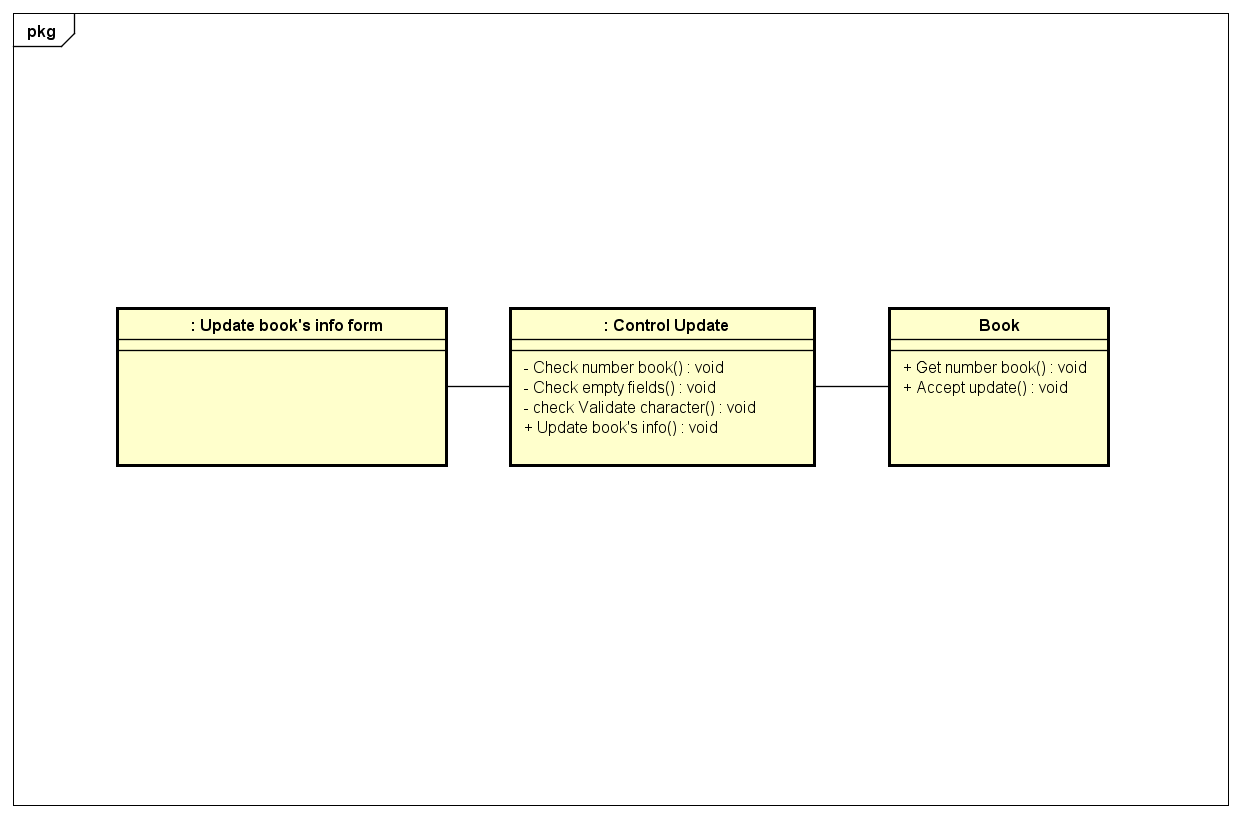 pkg
: Update book's info form
: Control Update
- Check number book() : void
- Check empty fields() : void
- check Validate character() : void
+ Update book's info() : void
Book
+ Get number book() : void
+ Accept update() : void